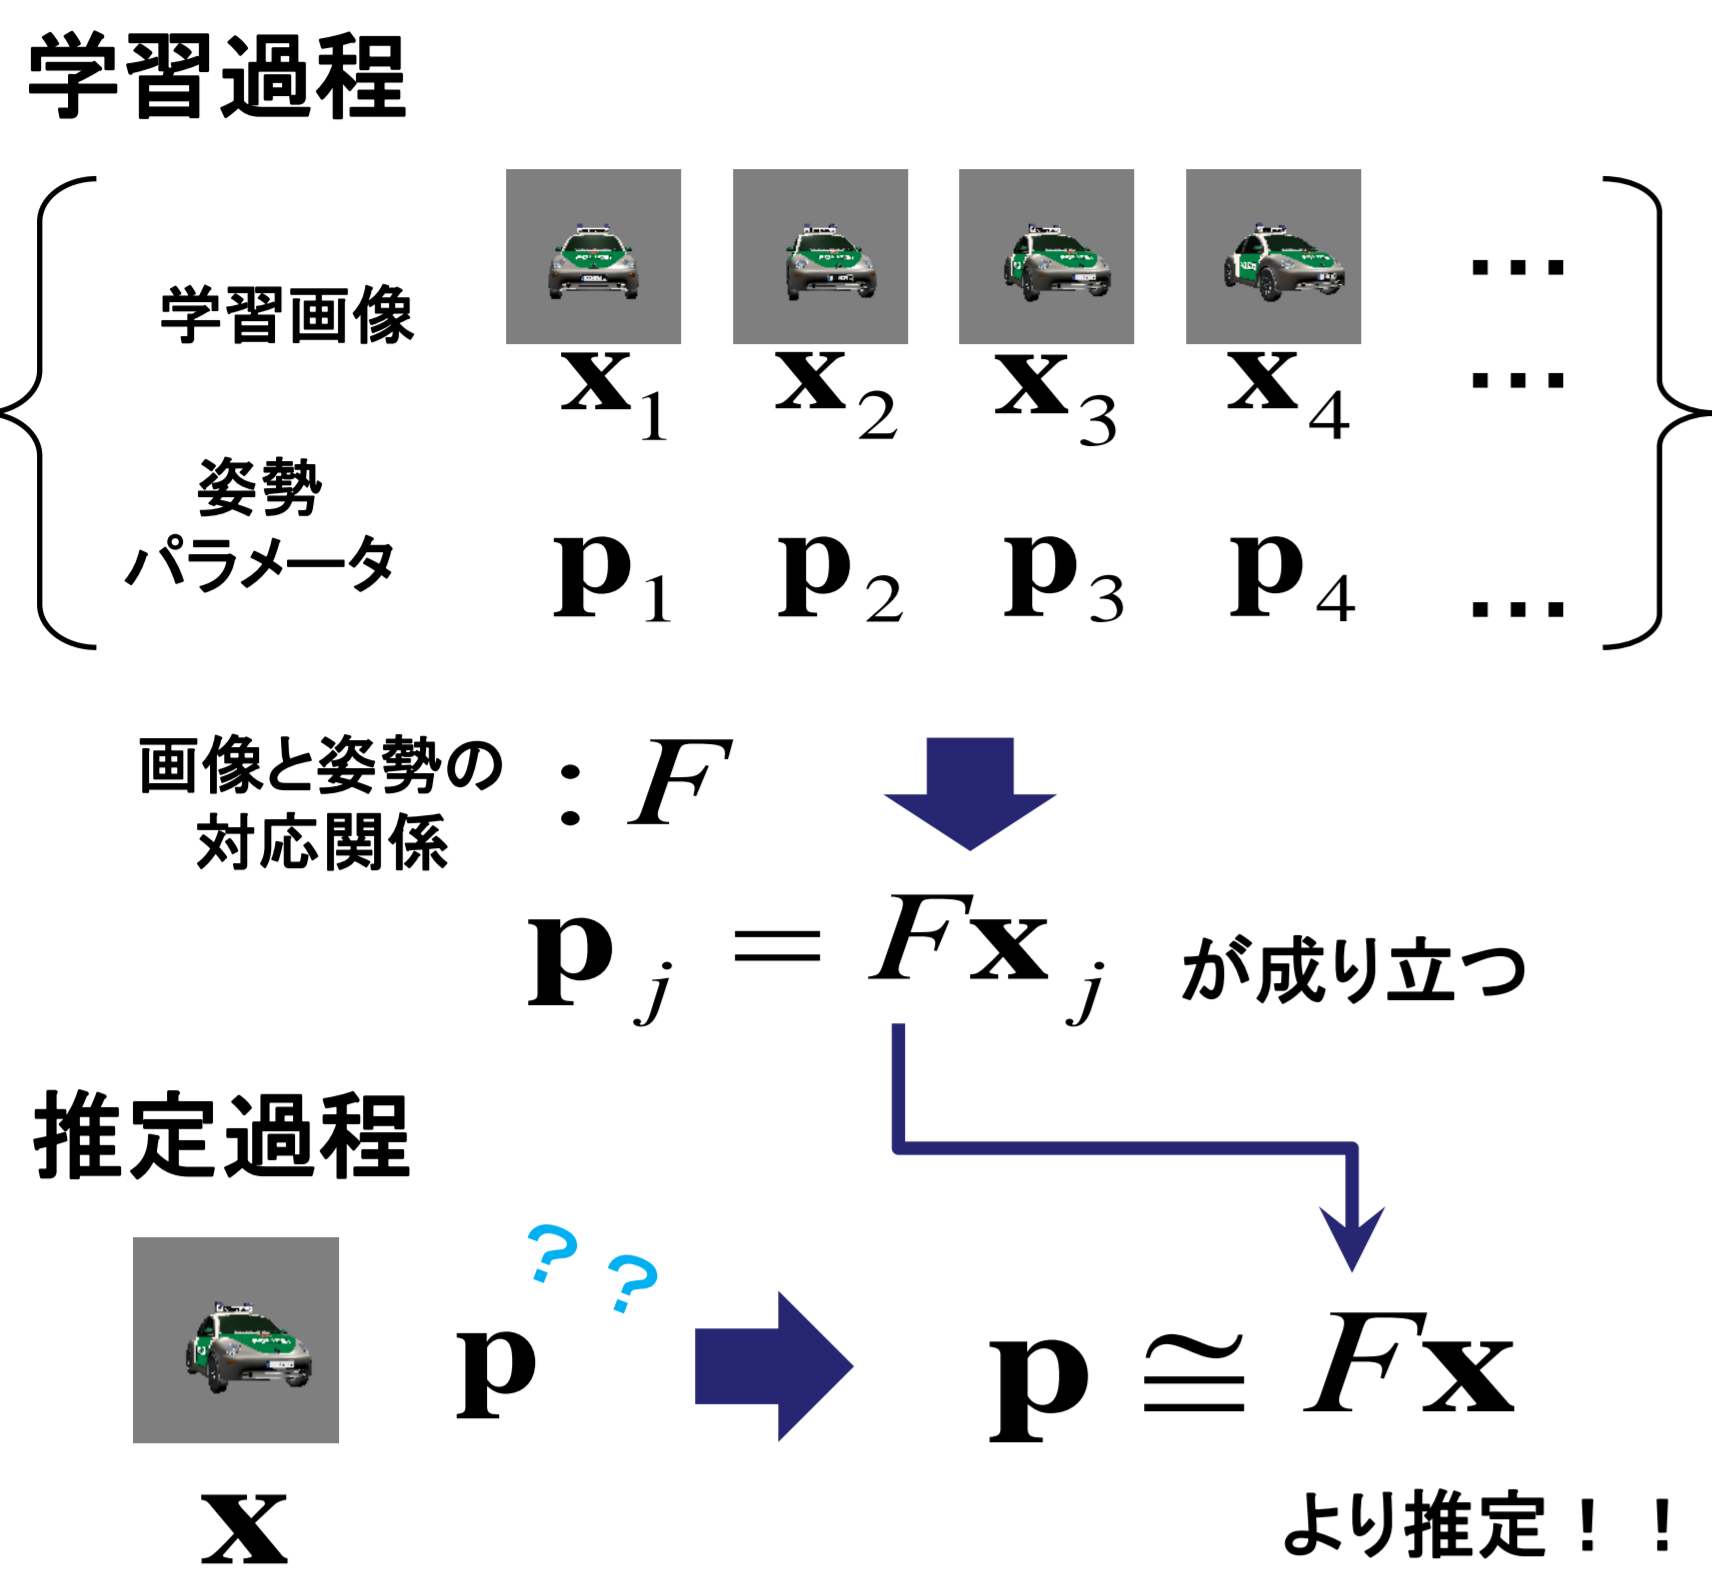 学習過程
学習画像
x1 x2 x3 x4 …
姿勢
パラメータ
p1 p2 p3 p4 …
画像と姿勢の
対応関係
: F
pj = Fxj が成り立つ
推定過程
? ?
p
p ≅ Fx
x
より推定！！